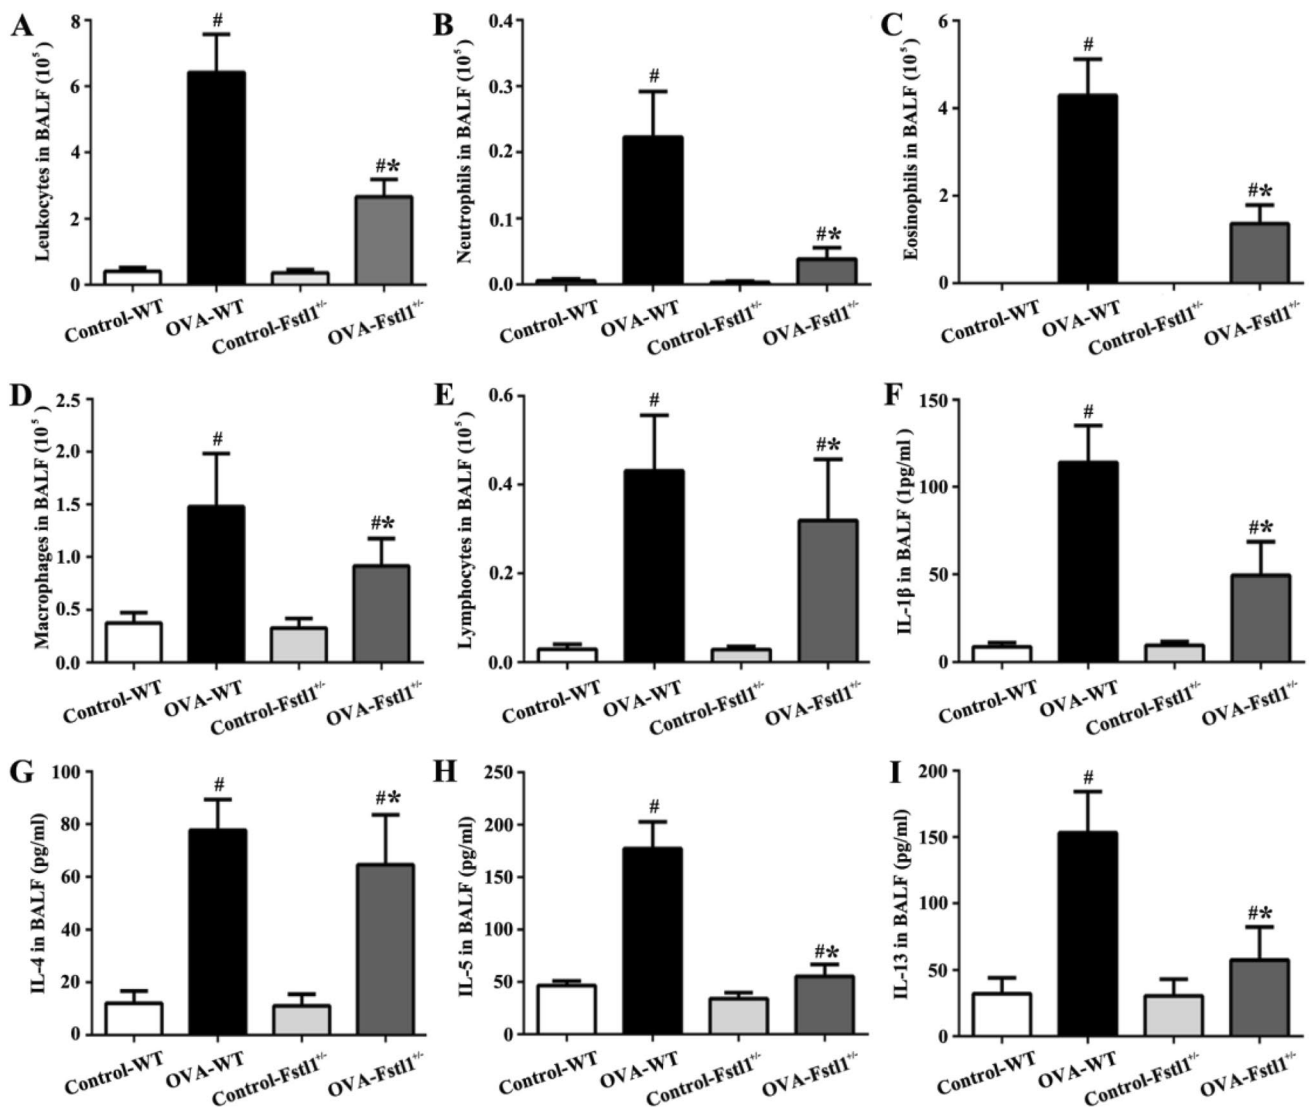 A
Leukocytes in BALF (10⁵)
8
6
4
2
0
#
#*
Control-WT
OVA-WT
Control-Fstl1+/-
OVA-Fstl1+/-
B
Neutrophils in BALF (10⁵)
0.4
0.3
0.2
0.1
0.0
#
#*
Control-WT
OVA-WT
Control-Fstl1+/-
OVA-Fstl1+/-
C
Eosinophils in BALF (10⁵)
6
4
2
0
#
#*
Control-WT
OVA-WT
Control-Fstl1+/-
OVA-Fstl1+/-
D
Macrophages in BALF (10⁵)
2.5
2.0
1.5
1.0
0.5
0.0
#
#*
Control-WT
OVA-WT
Control-Fstl1+/-
OVA-Fstl1+/-
E
Lymphocytes in BALF (10⁵)
0.6
0.4
0.2
0.0
#
#*
Control-WT
OVA-WT
Control-Fstl1+/-
OVA-Fstl1+/-
F
IL-1β in BALF (1pg/ml )
150
100
50
0
#
#*
Control-WT
OVA-WT
Control-Fstl1+/-
OVA-Fstl1+/-
G
IL-4 in BALF (pg/ml)
100
80
60
40
20
0
#
#*
Control-WT
OVA-WT
Control-Fstl1+/-
OVA-Fstl1+/-
H
IL-5 in BALF (pg/ml)
250
200
150
100
50
0
#
#*
Control-WT
OVA-WT
Control-Fstl1+/-
OVA-Fstl1+/-
I
IL-13 in BALF (pg/ml)
200
150
100
50
0
#
#*
Control-WT
OVA-WT
Control-Fstl1+/-
OVA-Fstl1+/-